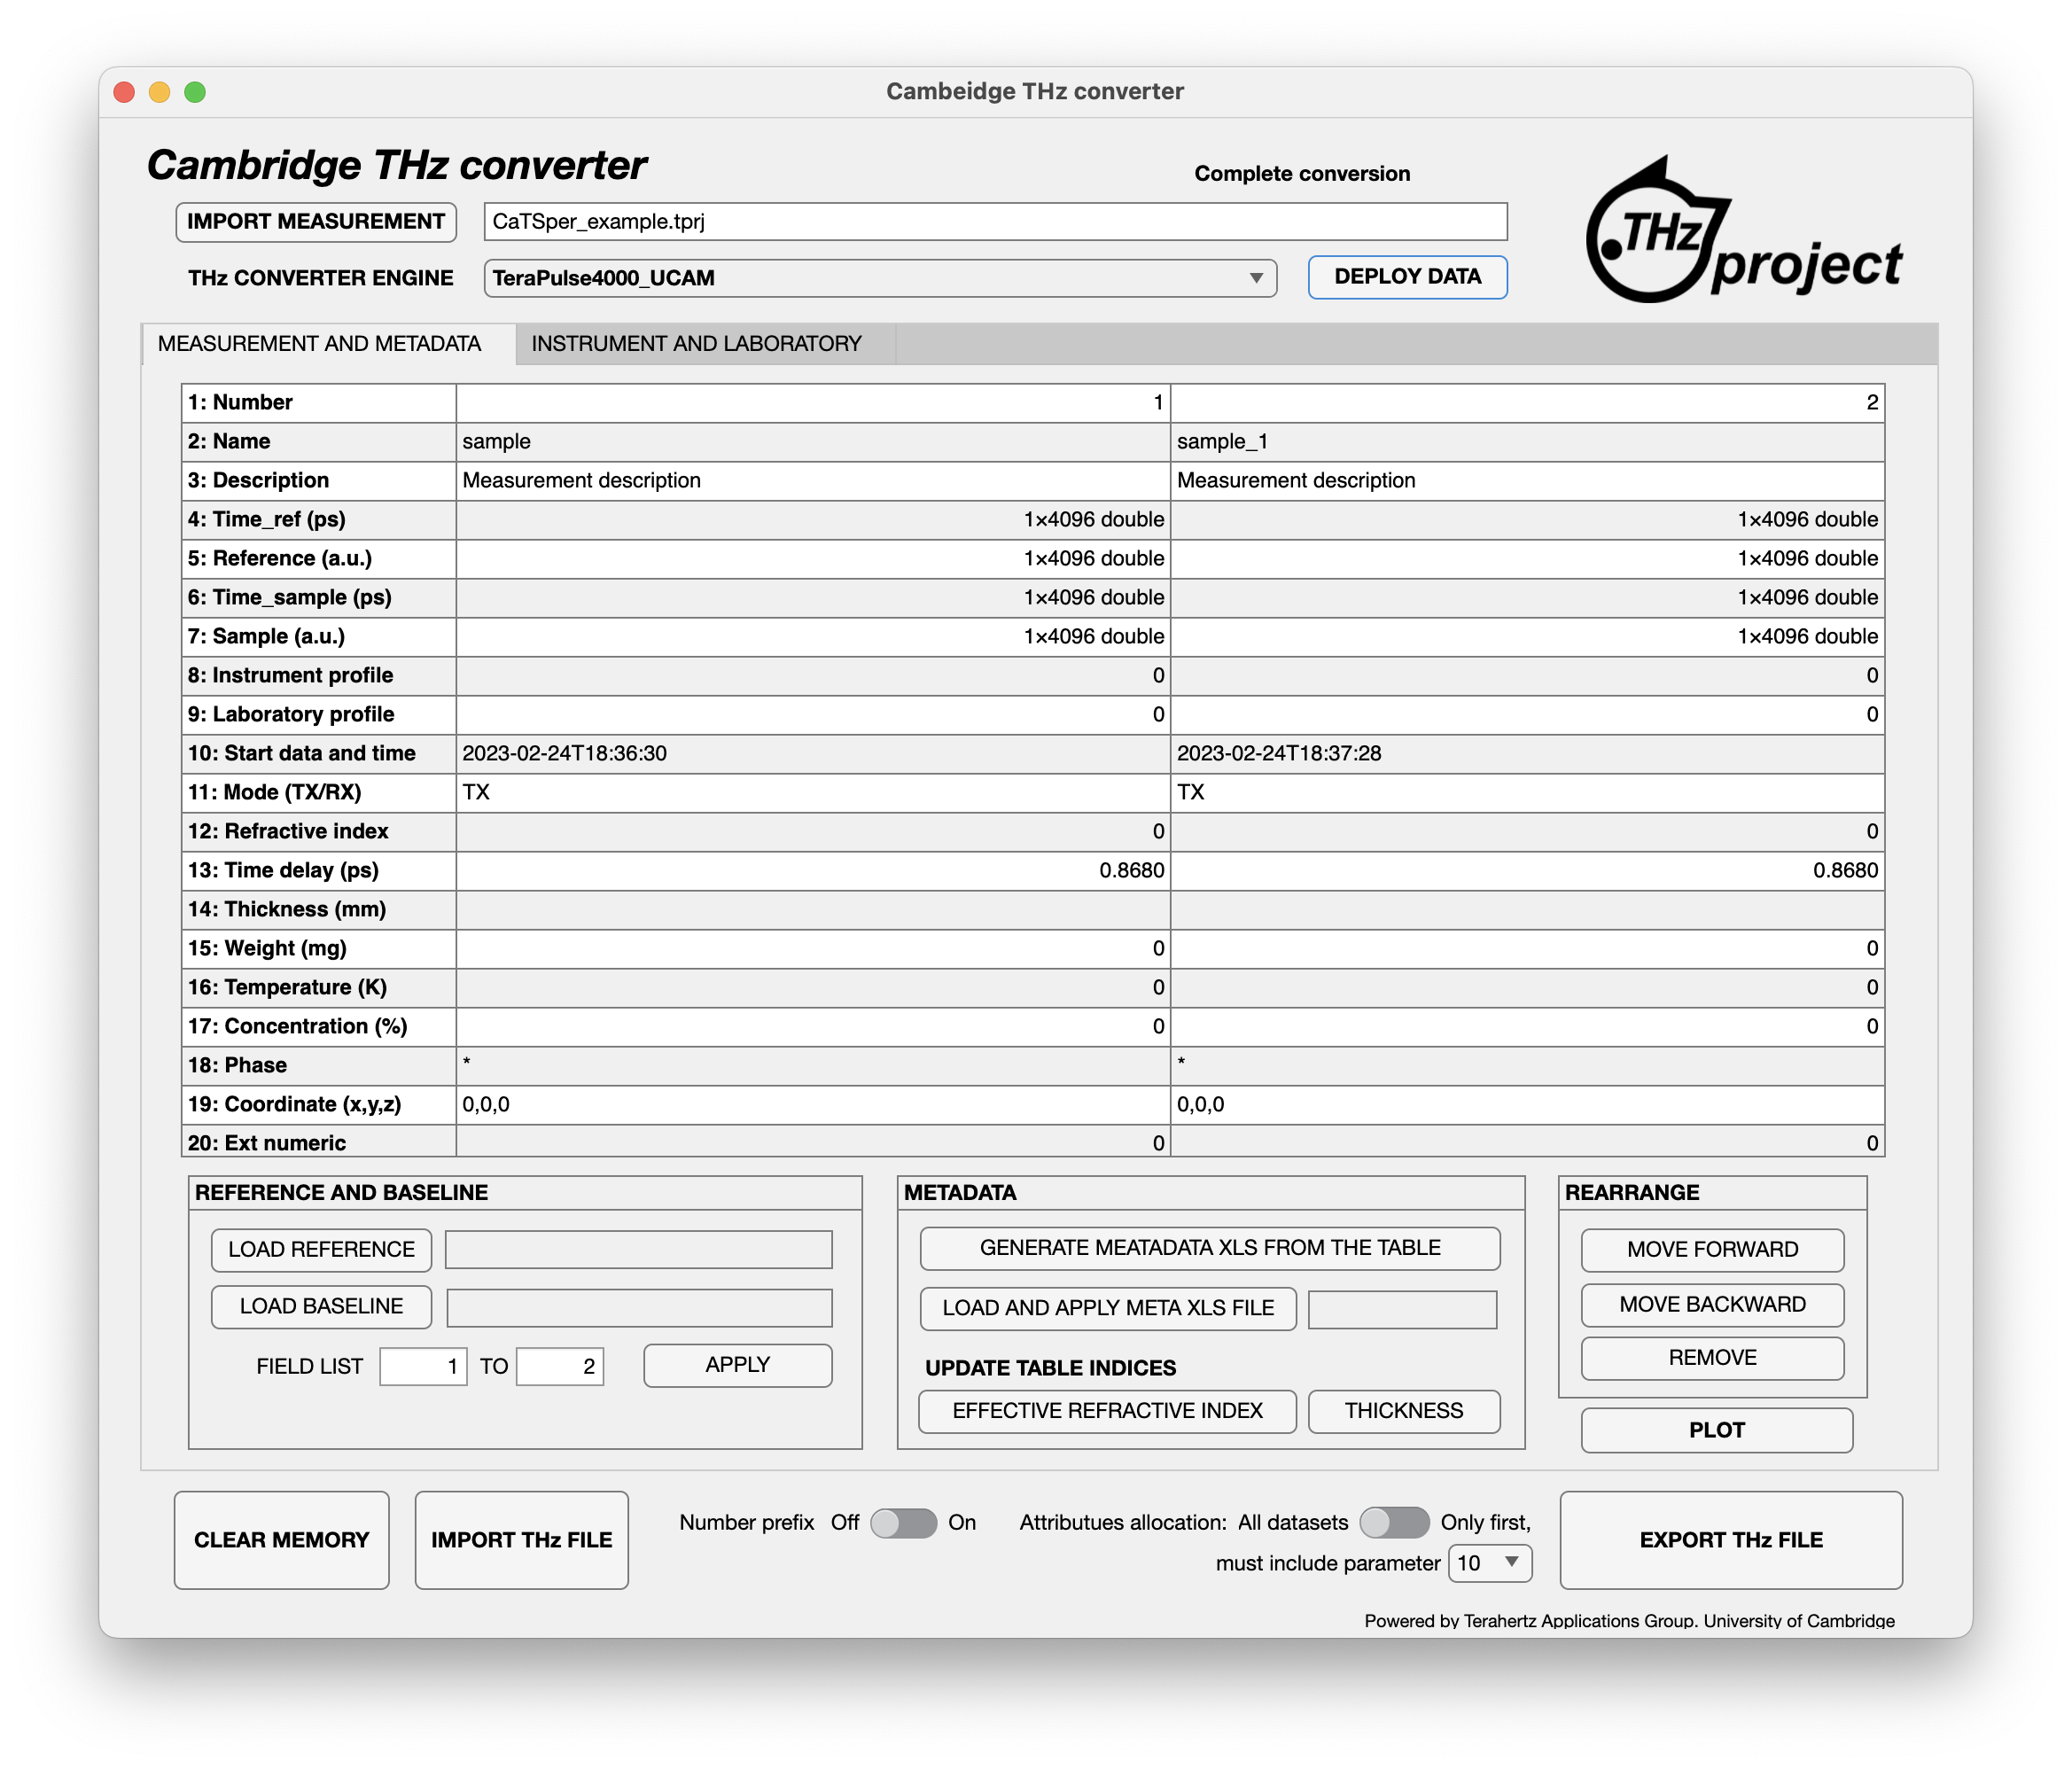 Cambeidge THz converter
Cambridge THz converter
Complete conversion
IMPORT MEASUREMENT CaTSper_example.tprj
THz CONVERTER ENGINE TeraPulse4000_UCAM DEPLOY DATA
.THz project
MEASUREMENT AND METADATA INSTRUMENT AND LABORATORY
1: Number 1 2
2: Name sample sample_1
3: Description Measurement description Measurement description
4: Time_ref (ps) 1×4096 double 1×4096 double
5: Reference (a.u.) 1×4096 double 1×4096 double
6: Time_sample (ps) 1×4096 double 1×4096 double
7: Sample (a.u.) 1×4096 double 1×4096 double
8: Instrument profile 0 0
9: Laboratory profile 0 0
10: Start data and time 2023-02-24T18:36:30 2023-02-24T18:37:28
11: Mode (TX/RX) TX TX
12: Refractive index 0 0
13: Time delay (ps) 0.8680 0.8680
14: Thickness (mm)
15: Weight (mg) 0 0
16: Temperature (K) 0 0
17: Concentration (%) 0 0
18: Phase * *
19: Coordinate (x,y,z) 0,0,0 0,0,0
20: Ext numeric 0 0
REFERENCE AND BASELINE
LOAD REFERENCE
LOAD BASELINE
FIELD LIST 1 TO 2 APPLY
METADATA
GENERATE MEATADATA XLS FROM THE TABLE
LOAD AND APPLY META XLS FILE
UPDATE TABLE INDICES
EFFECTIVE REFRACTIVE INDEX THICKNESS
REARRANGE
MOVE FORWARD
MOVE BACKWARD
REMOVE
PLOT
CLEAR MEMORY IMPORT THz FILE
Number prefix Off On
Attributues allocation: All datasets Only first,
must include parameter 10
EXPORT THz FILE
Powered by Terahertz Applications Group. University of Cambridge